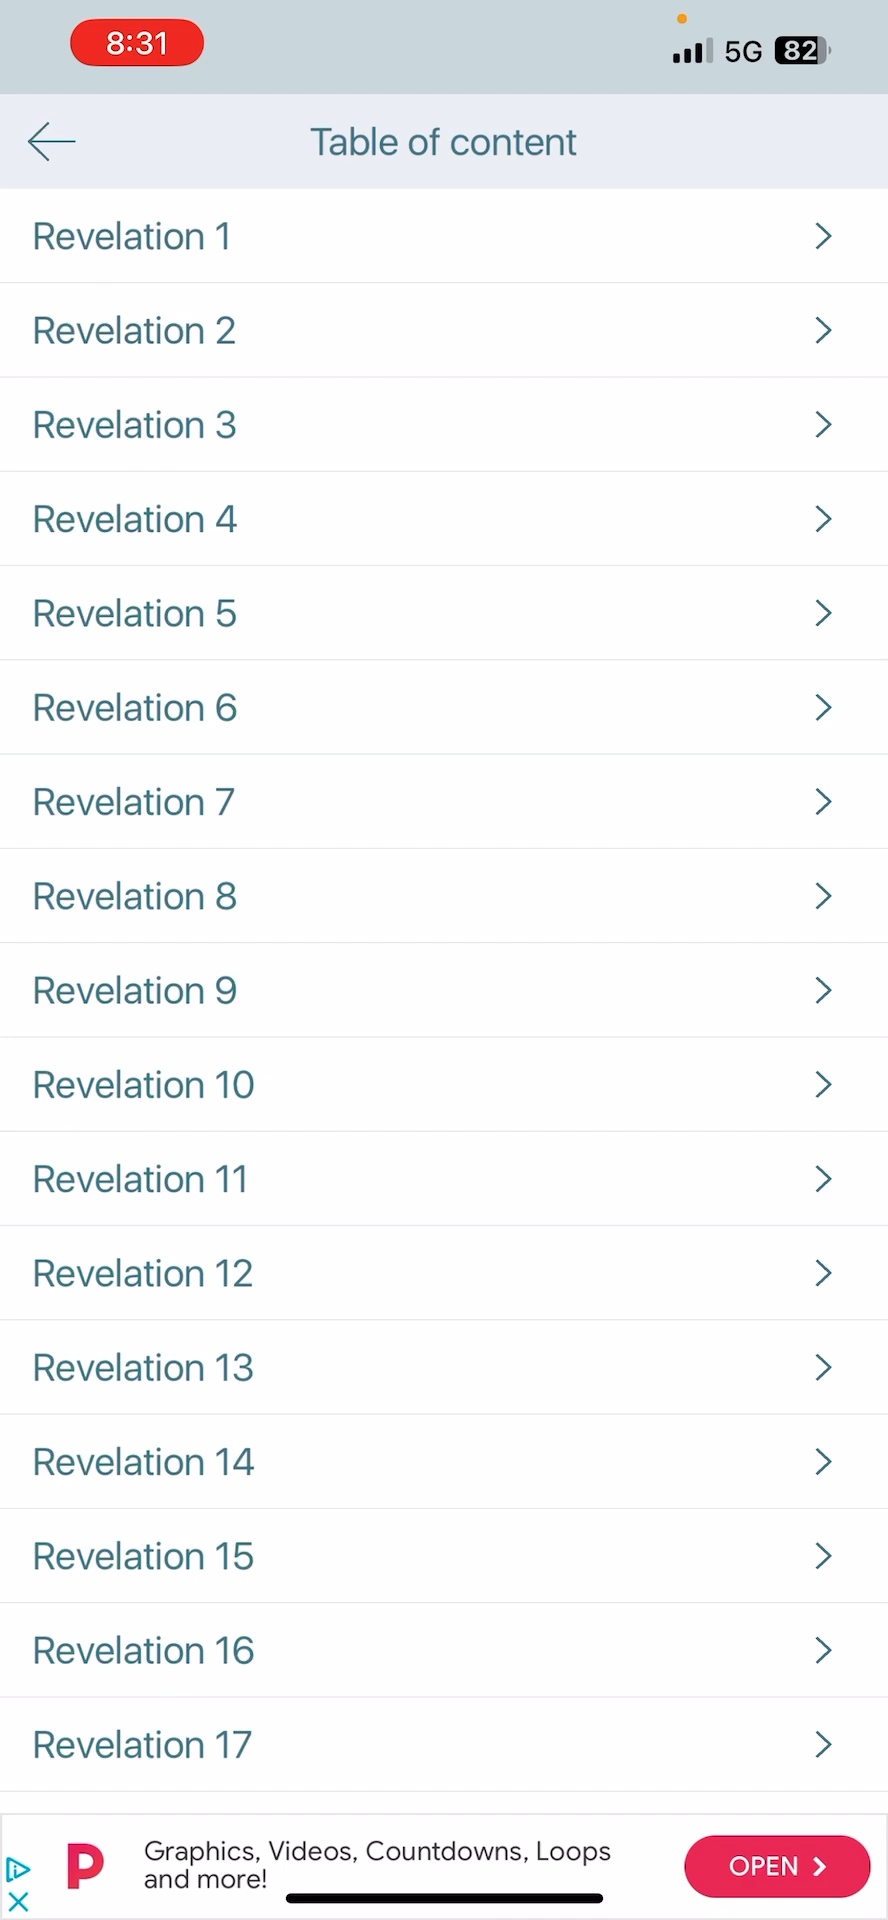 8:31
5G 82
Table of content
Revelation 1
Revelation 2
Revelation 3
Revelation 4
Revelation 5
Revelation 6
Revelation 7
Revelation 8
Revelation 9
Revelation 10
Revelation 11
Revelation 12
Revelation 13
Revelation 14
Revelation 15
Revelation 16
Revelation 17
P
Graphics, Videos, Countdowns, Loops
and more!
OPEN